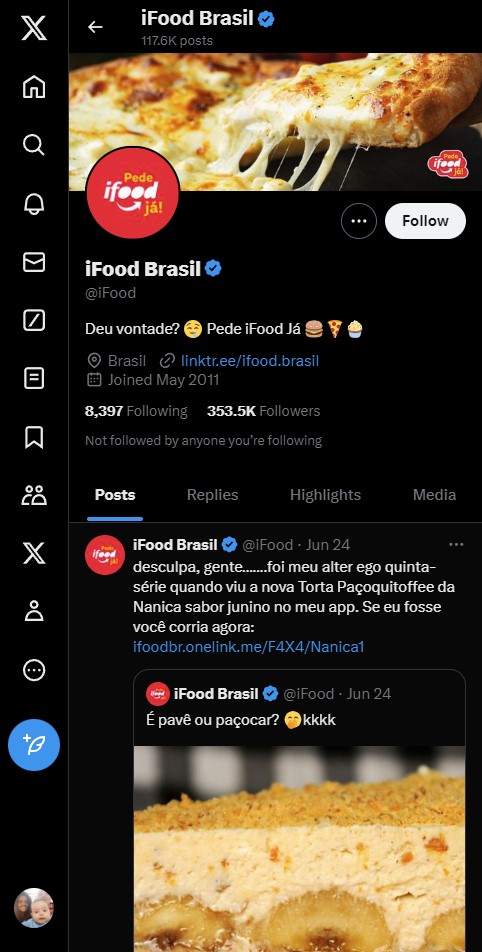 iFood Brasil
117.6K posts
Pede
ifood
já!
Pede
ifood
já!
Follow
iFood Brasil
@iFood
Deu vontade? 😋 Pede iFood Já 🍔🍕🧁
Brasil linktr.ee/ifood.brasil
Joined May 2011
8,397 Following 353.5K Followers
Not followed by anyone you're following
Posts Replies Highlights Media
iFood Brasil @iFood · Jun 24
desculpa, gente.......foi meu alter ego quinta-
série quando viu a nova Torta Paçoquitoffee da
Nanica sabor junino no meu app. Se eu fosse
você corria agora:
ifoodbr.onelink.me/F4X4/Nanica1
iFood Brasil @iFood · Jun 24
É pavê ou paçocar? 🤭kkkk